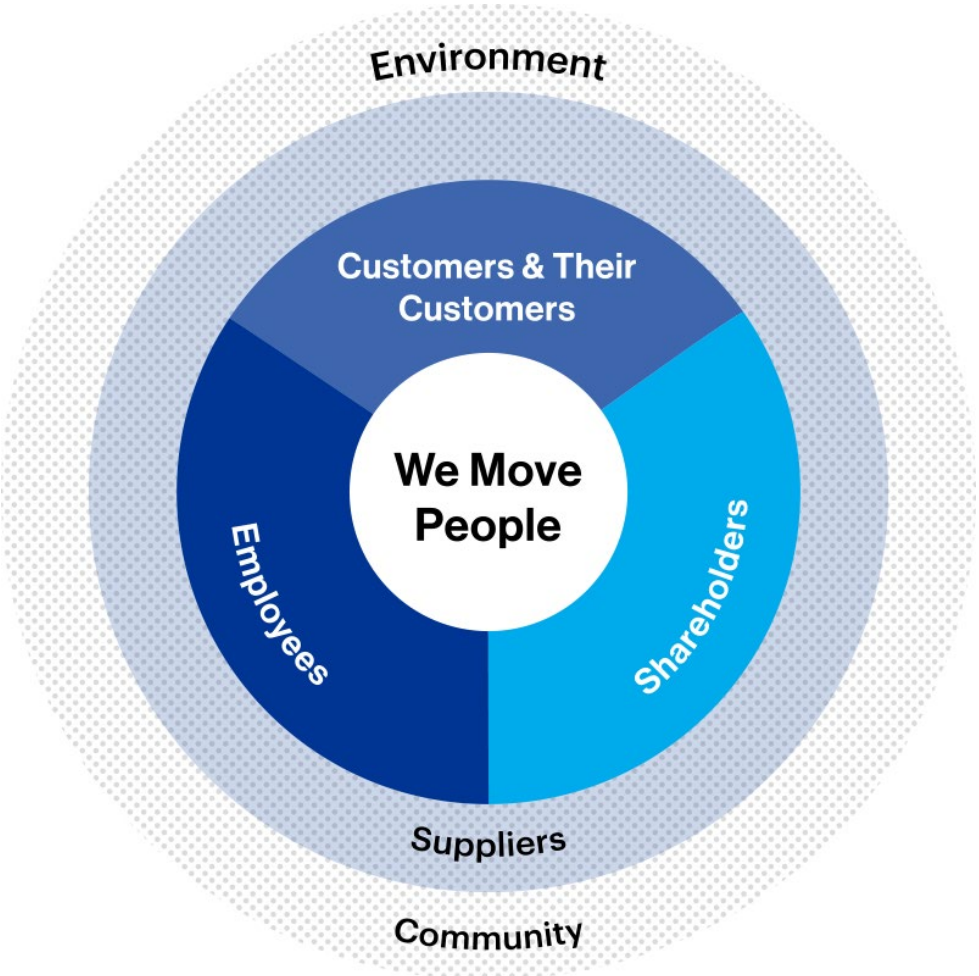 Environment
Customers & Their
Customers
We Move
People
Employees
Shareholders
Suppliers
Community